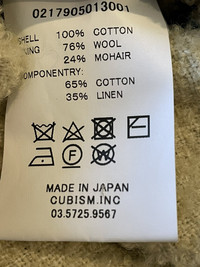 0217905013001
SHELL 100% COTTON
76% WOOL
24% MOHAIR
COMPONENTRY:
65% COTTON
35% LINEN
F
W
MADE IN JAPAN
CUBISM.INC
03.5725.9567